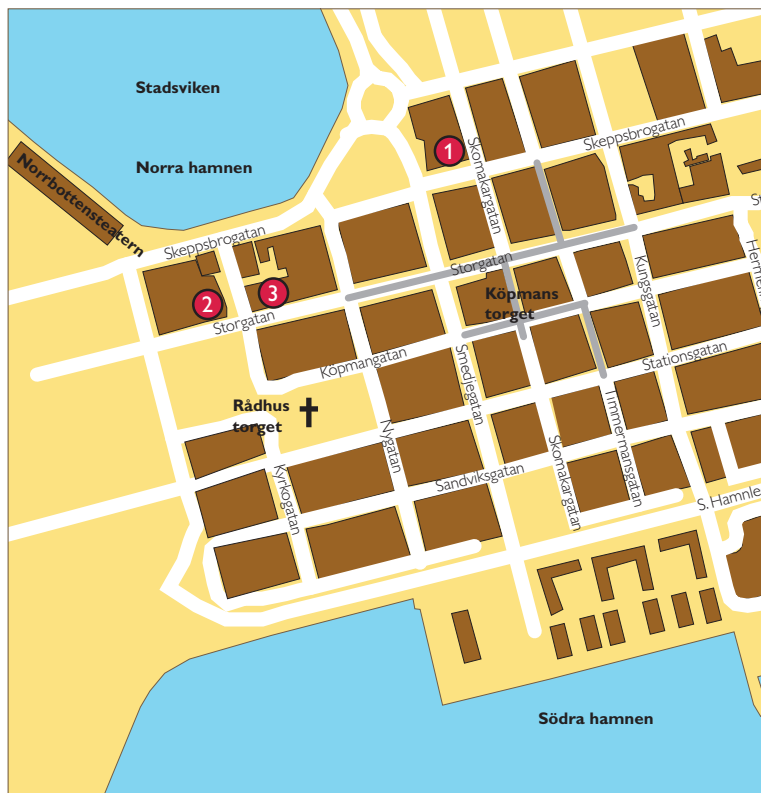 Stadsviken
1
Skomakargatan
Skeppsbrogatan
Norra hamnen
Norrbottensteatern
Skeppsbrogatan
Storgatan
Kungsgatan
2
3
Köpmans
torget
Storgatan
Köpmangatan
Smedjegatan
Stationsgatan
Rådhus
torget
Timmermansgatan
Nygatan
Skomakargatan
Sandviksgatan
Kyrkogatan
S. Hamnle
Södra hamnen